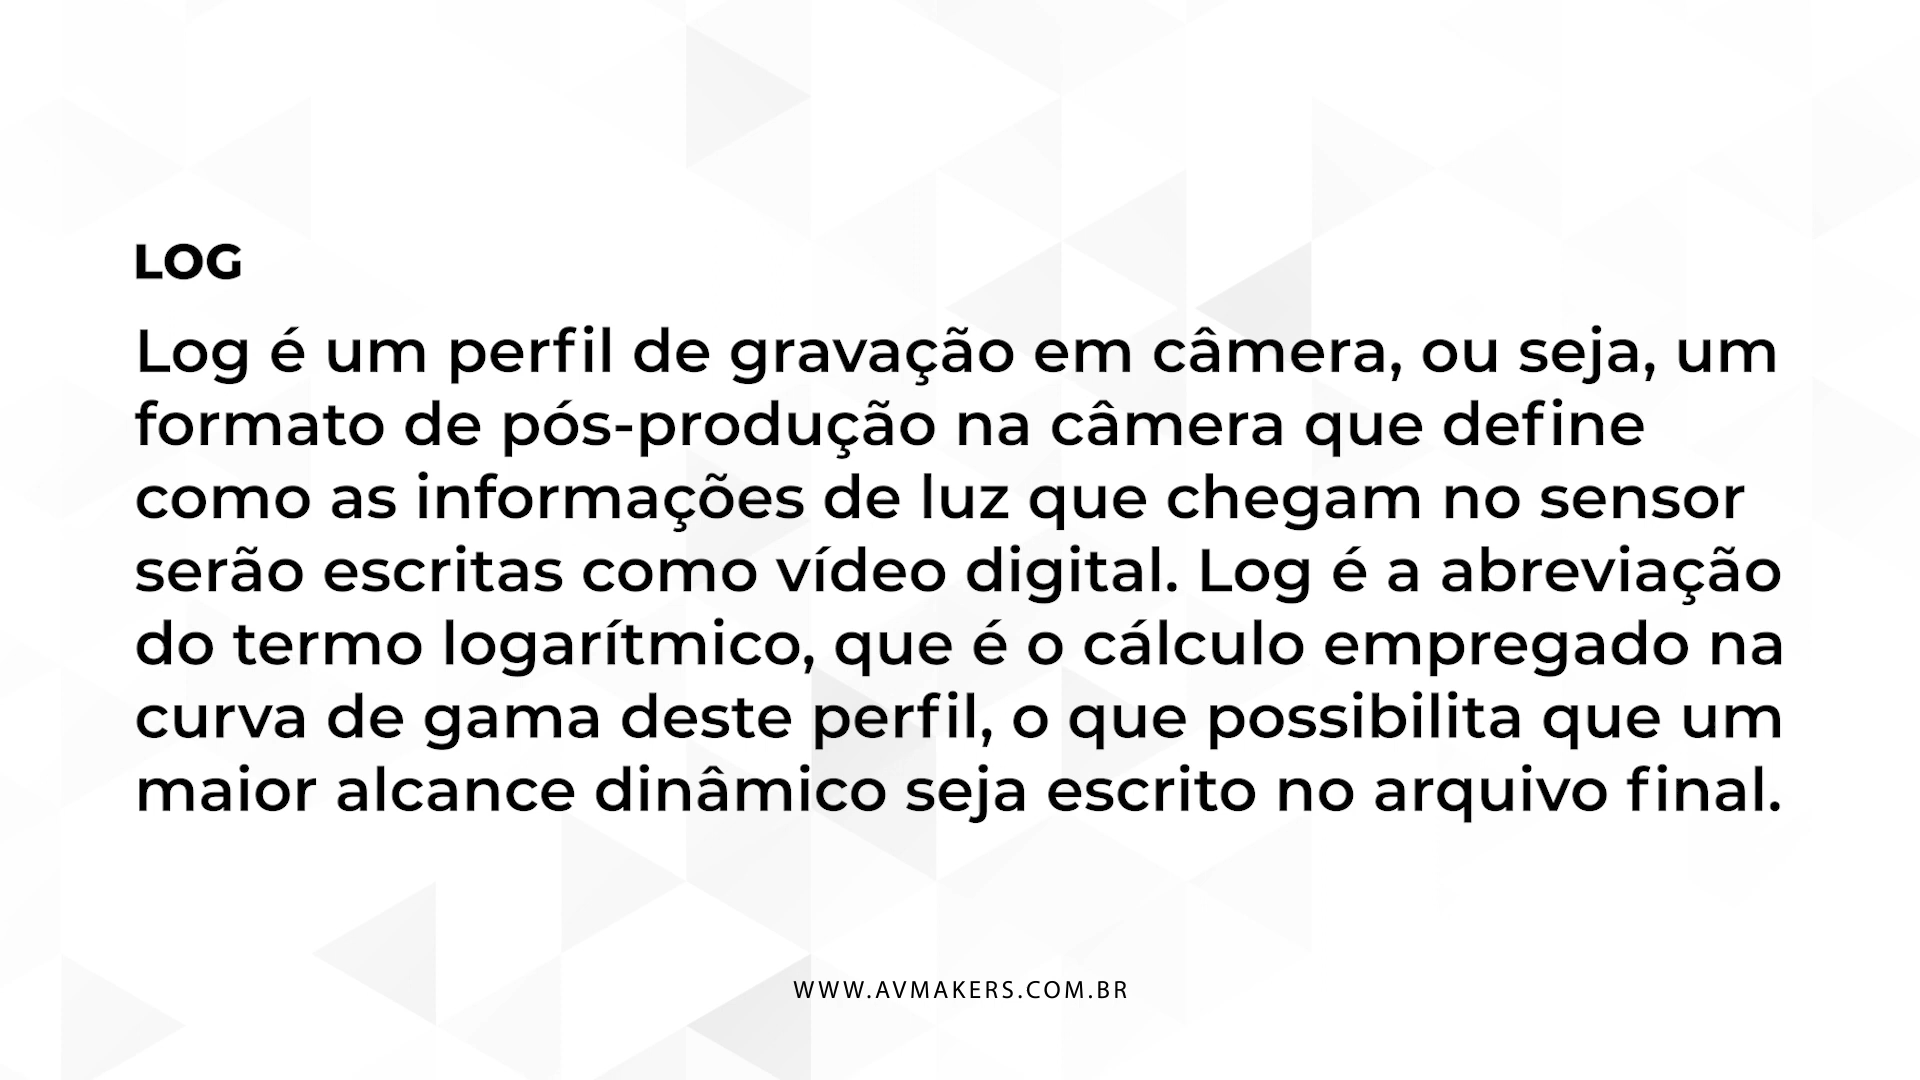 LOG
Log é um perfil de gravação em câmera, ou seja, um
formato de pós-produção na câmera que define
como as informações de luz que chegam no sensor
serão escritas como vídeo digital. Log é a abreviação
do termo logarítmico, que é o cálculo empregado na
curva de gama deste perfil, o que possibilita que um
maior alcance dinâmico seja escrito no arquivo final.
WWW.AVMAKERS.COM.BR